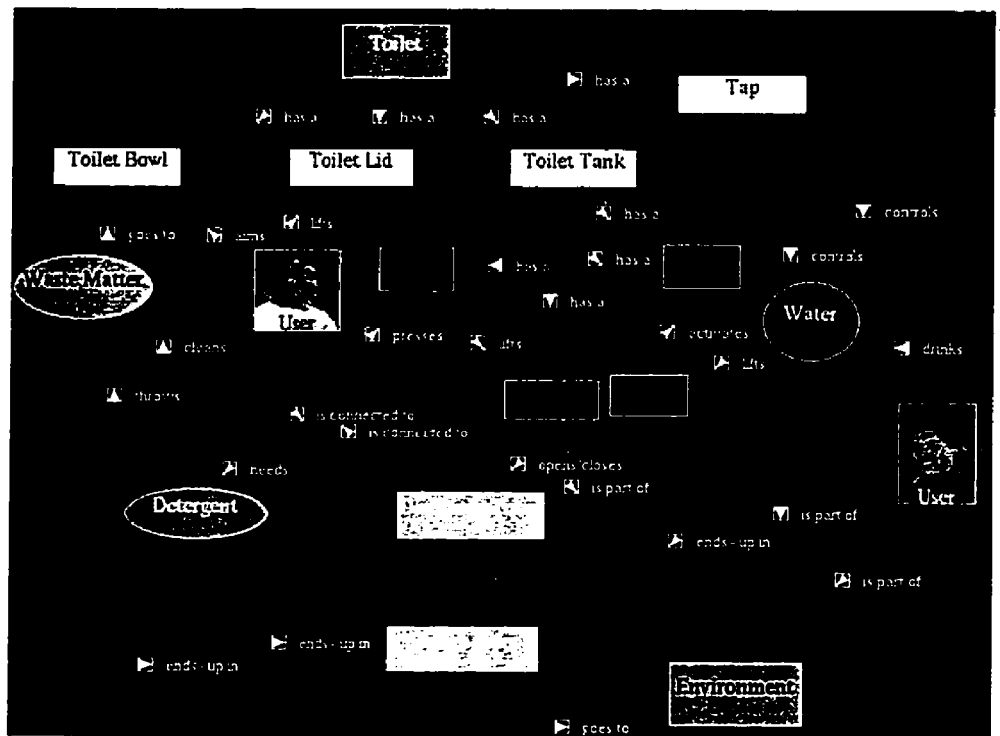 Toilet
has a
Tap
has a
has a
has a
Toilet Bowl
Toilet Lid
Toilet Tank
has a
controls
goes to
lifts
has a
has a
controls
Waste Matter
User
has a
Water
presses
lifts
activates
cleans
lifts
drinks
throws
is connected to
is connected to
needs
opens/closes
is part of
User
Detergent
is part of
ends-up in
is part of
ends-up in
ends-up in
Environment
goes to